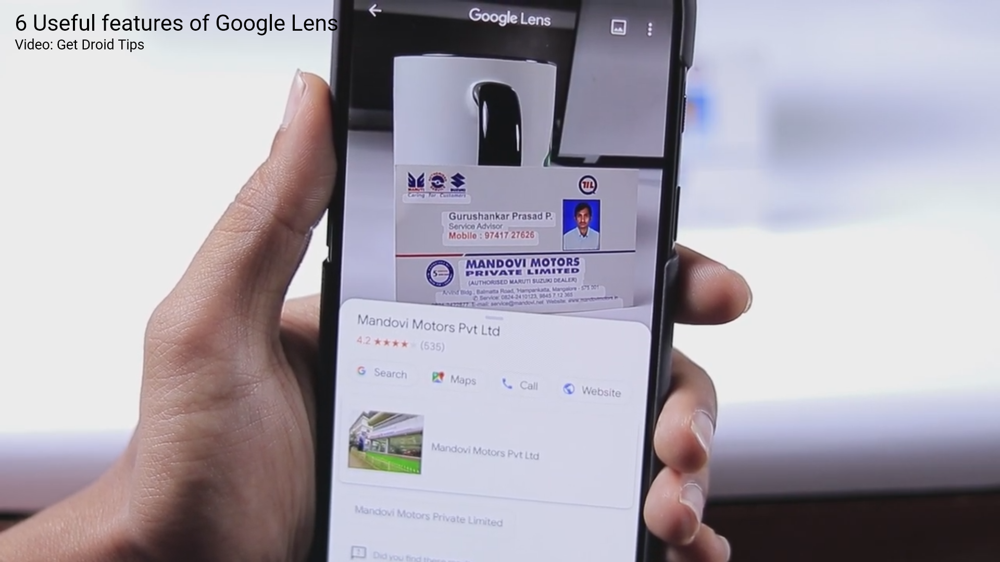 6 Useful features of Google Lens
Video: Get Droid Tips
Google Lens
MARUTI
SUZUKI
Caring For Customers
TIL
Gurushankar Prasad P.
Service Advisor
Mobile : 97417 27626
5
MANDOVI MOTORS
PRIVATE LIMITED
(AUTHORISED MARUTI SUZUKI DEALER)
Arvind Bldg., Balmatta Road, Hampankatta, Mangalore - 575 001
Service: 0824-2410123, 9845 7 12 365
E-mail: service@mandovi.net Website: www.mandovimotors.in
Mandovi Motors Pvt Ltd
4.2 ★★★★ (535)
Search
Maps
Call
Website
Mandovi Motors Pvt Ltd
Mandovi Motors Private Limited
Did you find these